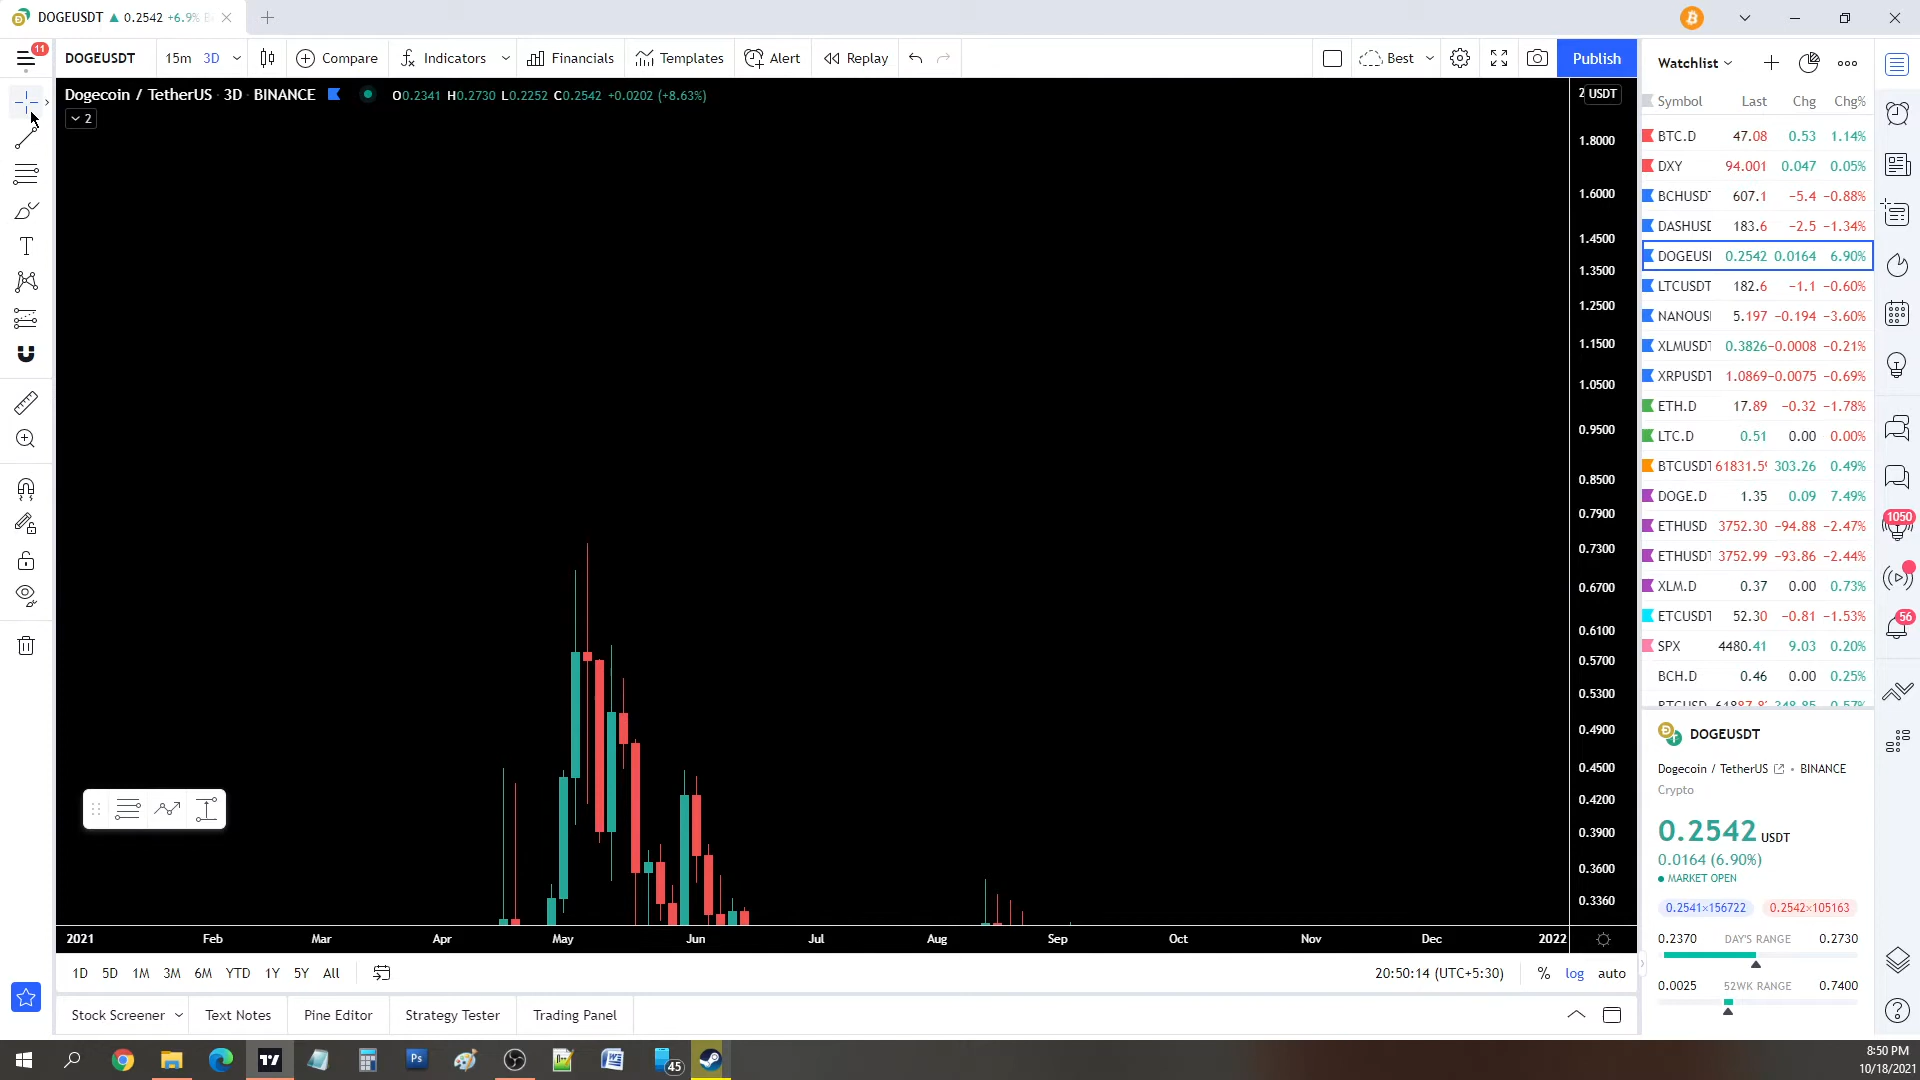 DOGEUSDT ▲ 0.2542 +6.9%
11
DOGEUSDT 15m 3D Compare Indicators Financials Templates Alert Replay Best Publish
Dogecoin / TetherUS · 3D · BINANCE O0.2341 H0.2730 L0.2252 C0.2542 +0.0202 (+8.63%)
2
USDT
1.8000
1.6000
1.4500
1.3500
1.2500
1.1500
1.0500
0.9500
0.8500
0.7900
0.7300
0.6700
0.6100
0.5700
0.5300
0.4900
0.4500
0.4200
0.3900
0.3600
0.3360
2021 Feb Mar Apr May Jun Jul Aug Sep Oct Nov Dec 2022
1D 5D 1M 3M 6M YTD 1Y 5Y All 20:50:14 (UTC+5:30) % log auto
Stock Screener Text Notes Pine Editor Strategy Tester Trading Panel
Watchlist
Symbol Last Chg Chg%
BTC.D 47.08 0.53 1.14%
DXY 94.001 0.047 0.05%
BCHUSD 607.1 −5.4 −0.88%
DASHUS 183.6 −2.5 −1.34%
DOGEUS 0.2542 0.0164 6.90%
LTCUSDT 182.6 −1.1 −0.60%
NANOUS 5.197 −0.194 −3.60%
XLMUSDT 0.3826 −0.0008 −0.21%
XRPUSDT 1.0869 −0.0075 −0.69%
ETH.D 17.89 −0.32 −1.78%
LTC.D 0.51 0.00 0.00%
BTCUSDT 61831.5 303.26 0.49%
DOGE.D 1.35 0.09 7.49%
ETHUSD 3752.30 −94.88 −2.47%
ETHUSDT 3752.99 −93.86 −2.44%
XLM.D 0.37 0.00 0.73%
ETCUSDT 52.30 −0.81 −1.53%
SPX 4480.41 9.03 0.20%
BCH.D 0.46 0.00 0.25%
1050
56
DOGEUSDT
Dogecoin / TetherUS • BINANCE
Crypto
0.2542 USDT
0.0164 (6.90%)
MARKET OPEN
0.2541×156722 0.2542×105163
0.2370 DAY'S RANGE 0.2730
0.0025 52WK RANGE 0.7400
45
8:50 PM
10/18/2021